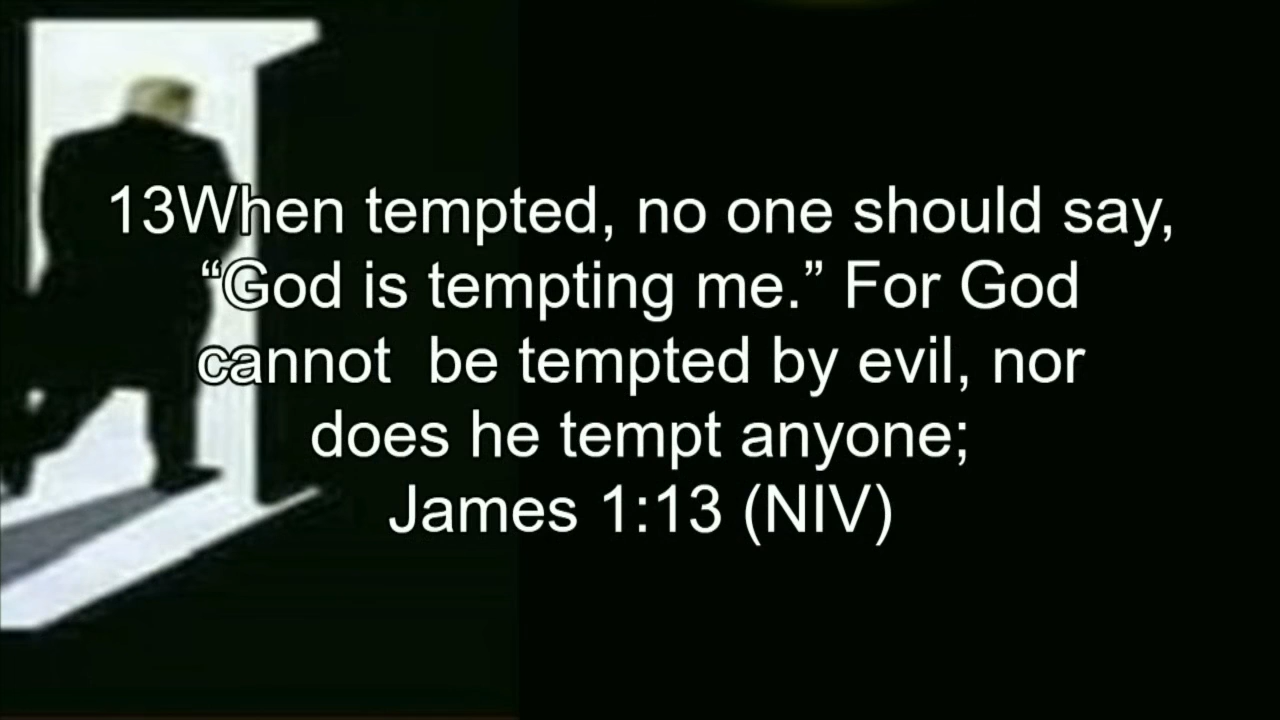 13When tempted, no one should say,
“God is tempting me.” For God
cannot  be tempted by evil, nor
does he tempt anyone;
James 1:13 (NIV)